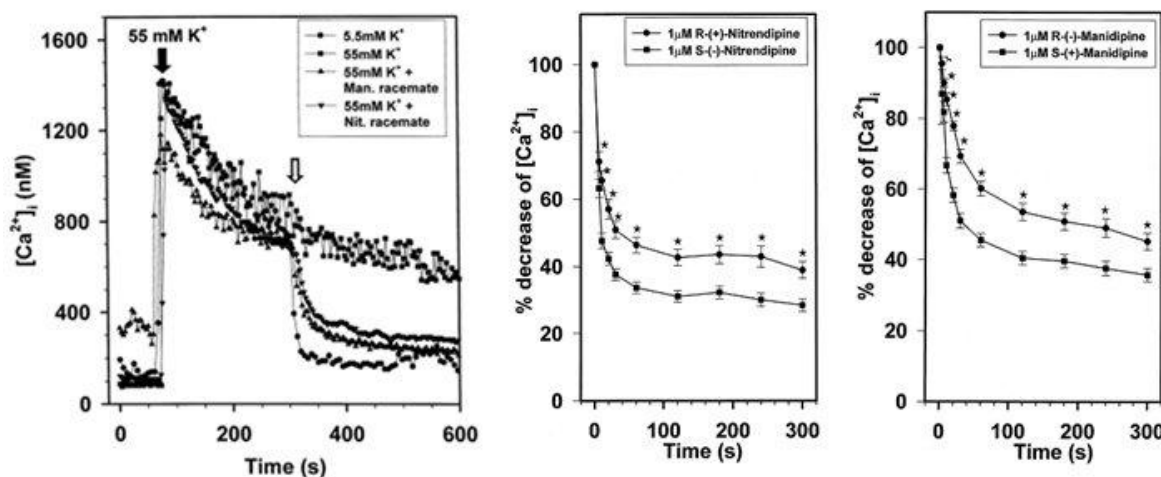 1600
1200
800
400
0
[Ca²⁺]ᵢ (nM)
55 mM K⁺
5.5mM K⁺
55mM K⁺
55mM K⁺ +
Man. racemate
55mM K⁺ +
Nit. racemate
0 200 400 600
Time (s)
100
80
60
40
20
0
% decrease of [Ca²⁺]ᵢ
1µM R-(+)-Nitrendipine
1µM S-(-)-Nitrendipine
0 100 200 300
Time (s)
100
80
60
40
20
0
% decrease of [Ca²⁺]ᵢ
1µM R-(-)-Manidipine
1µM S-(+)-Manidipine
0 100 200 300
Time (s)